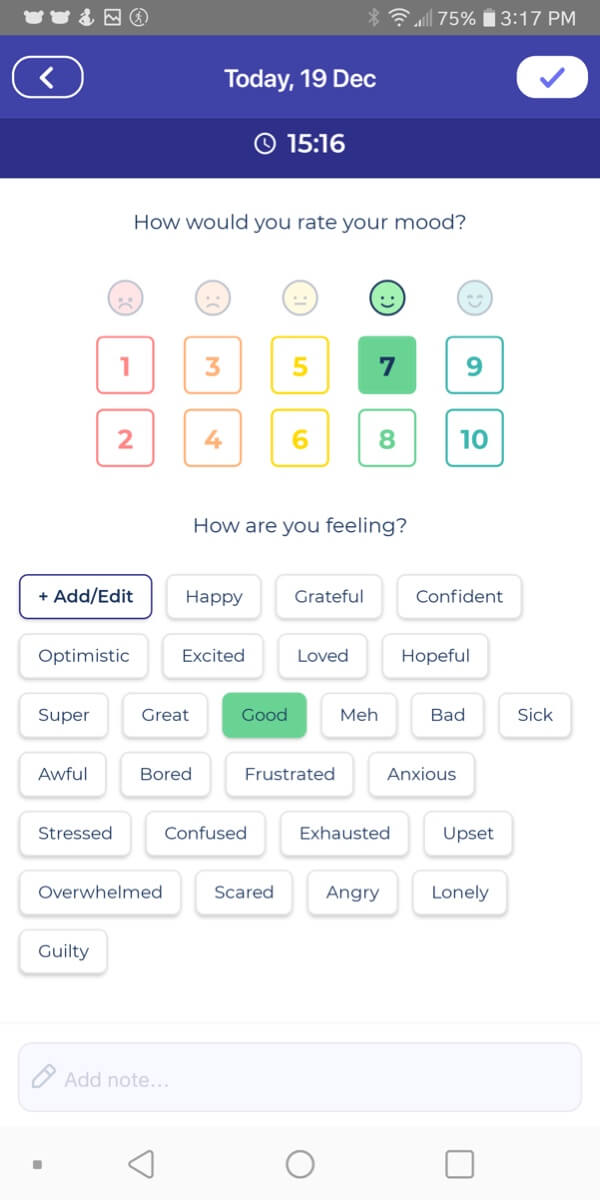 75% 3:17 PM
Today, 19 Dec
15:16
How would you rate your mood?
1 3 5 7 9
2 4 6 8 10
How are you feeling?
+ Add/Edit Happy Grateful Confident
Optimistic Excited Loved Hopeful
Super Great Good Meh Bad Sick
Awful Bored Frustrated Anxious
Stressed Confused Exhausted Upset
Overwhelmed Scared Angry Lonely
Guilty
Add note...